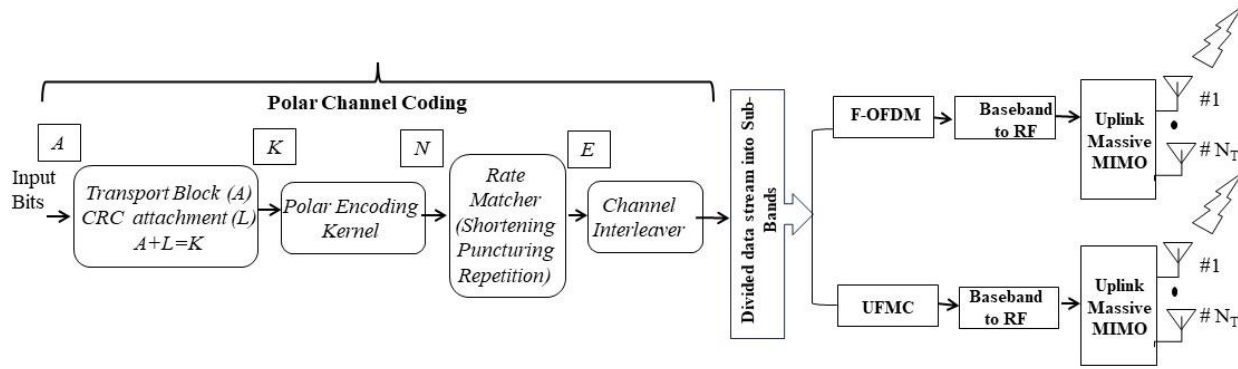 Polar Channel Coding
A
K
N
E
Input
Bits
Transport Block (A)
CRC attachment (L)
A+L=K
Polar Encoding
Kernel
Rate
Matcher
(Shortening
Puncturing
Repetition)
Channel
Interleaver
Divided data stream into Sub-
Bands
F-OFDM
Baseband
to RF
Uplink
Massive
MIMO
#1
# NT
UFMC
Baseband
to RF
Uplink
Massive
MIMO
#1
# NT